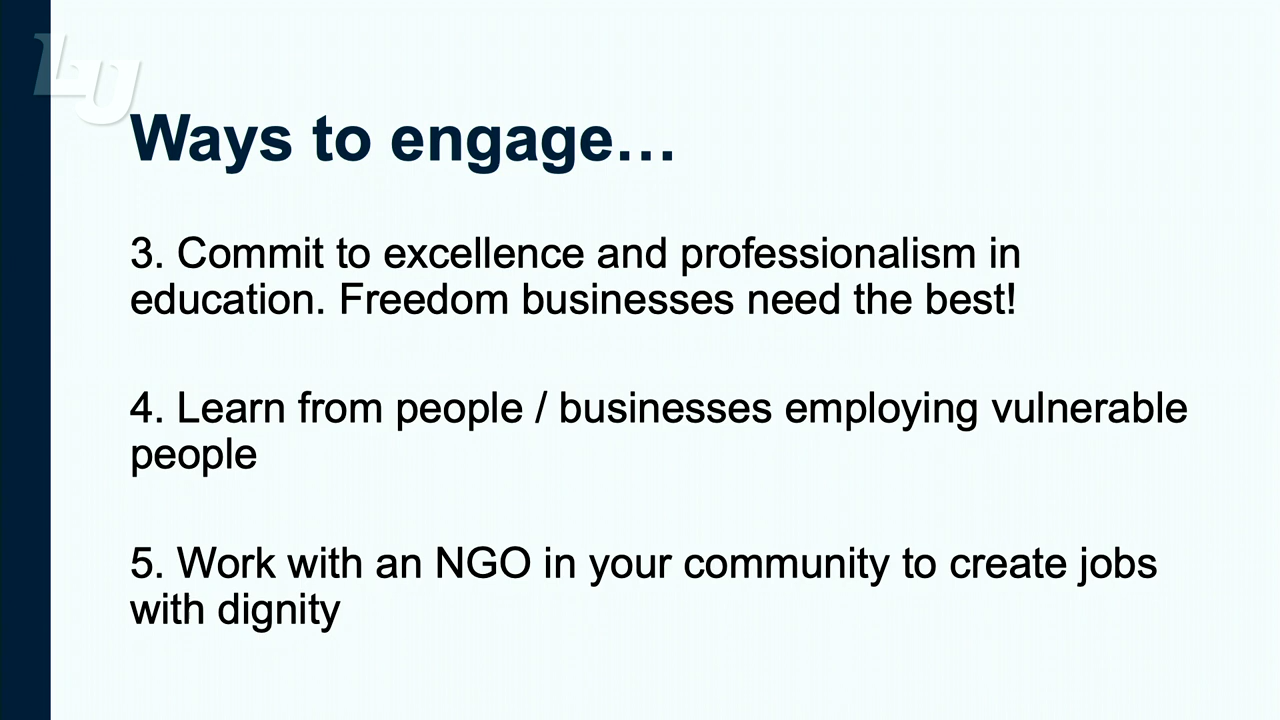 LU
Ways to engage…
3. Commit to excellence and professionalism in
education. Freedom businesses need the best!
4. Learn from people / businesses employing vulnerable
people
5. Work with an NGO in your community to create jobs
with dignity